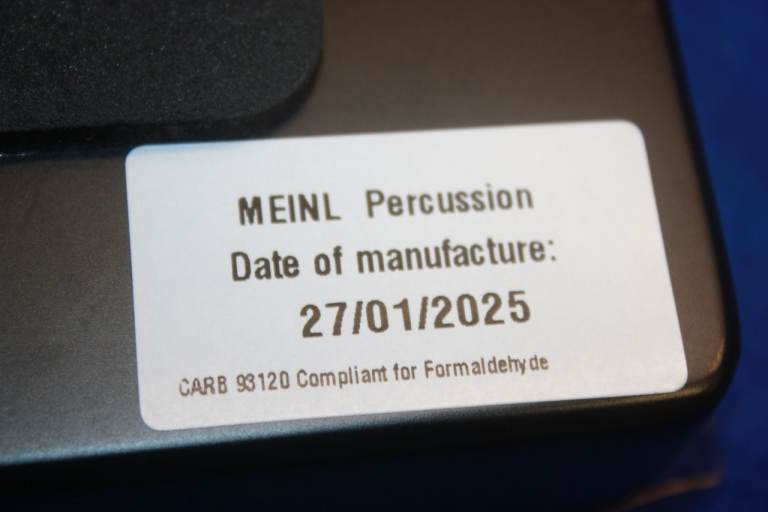 MEINL Percussion
Date of manufacture:
27/01/2025
CARB 93120 Compliant for Formaldehyde